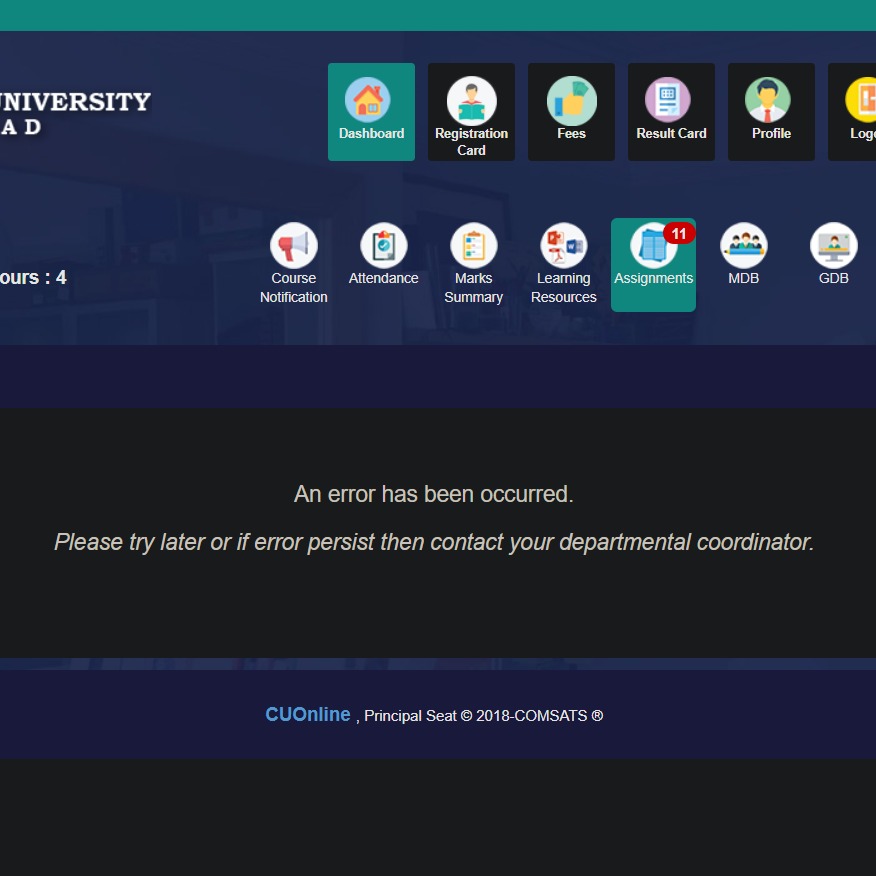 UNIVERSITY
A D
Dashboard
Registration
Card
Fees
Result Card
Profile
Logo
ours : 4
Course
Notification
Attendance
Marks
Summary
Learning
Resources
Assignments
11
MDB
GDB
An error has been occurred.
Please try later or if error persist then contact your departmental coordinator.
CUOnline , Principal Seat © 2018-COMSATS ®